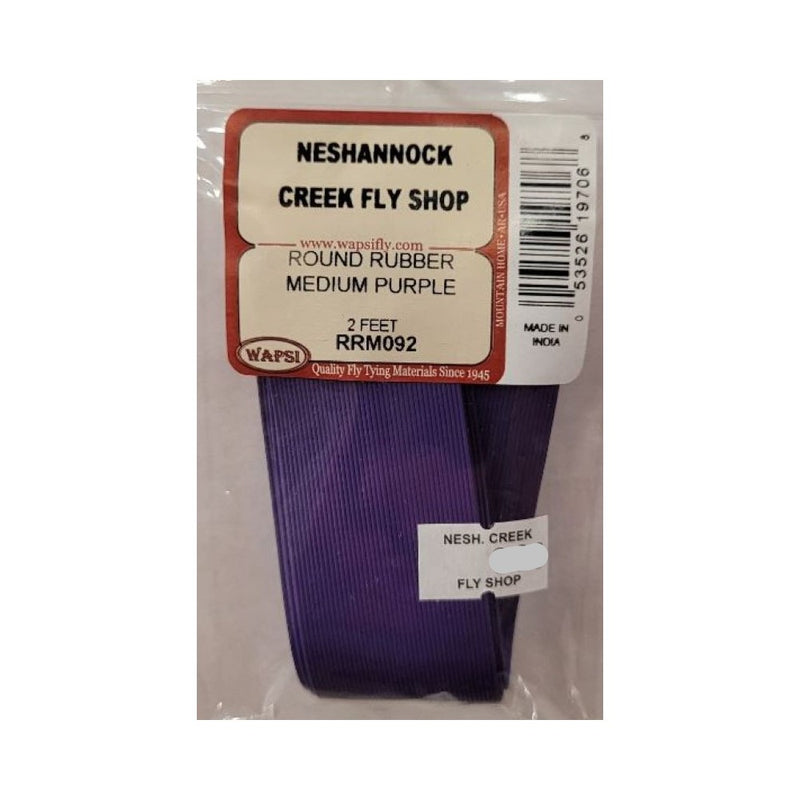 NESHANNOCK
CREEK FLY SHOP
www.wapsifly.com
ROUND RUBBER
MEDIUM PURPLE
2 FEET
RRM092
WAPSI
Quality Fly Tying Materials Since 1945
MOUNTAIN HOME • AR • USA
0 53526 19706 8
MADE IN
INDIA
NESH. CREEK
FLY SHOP